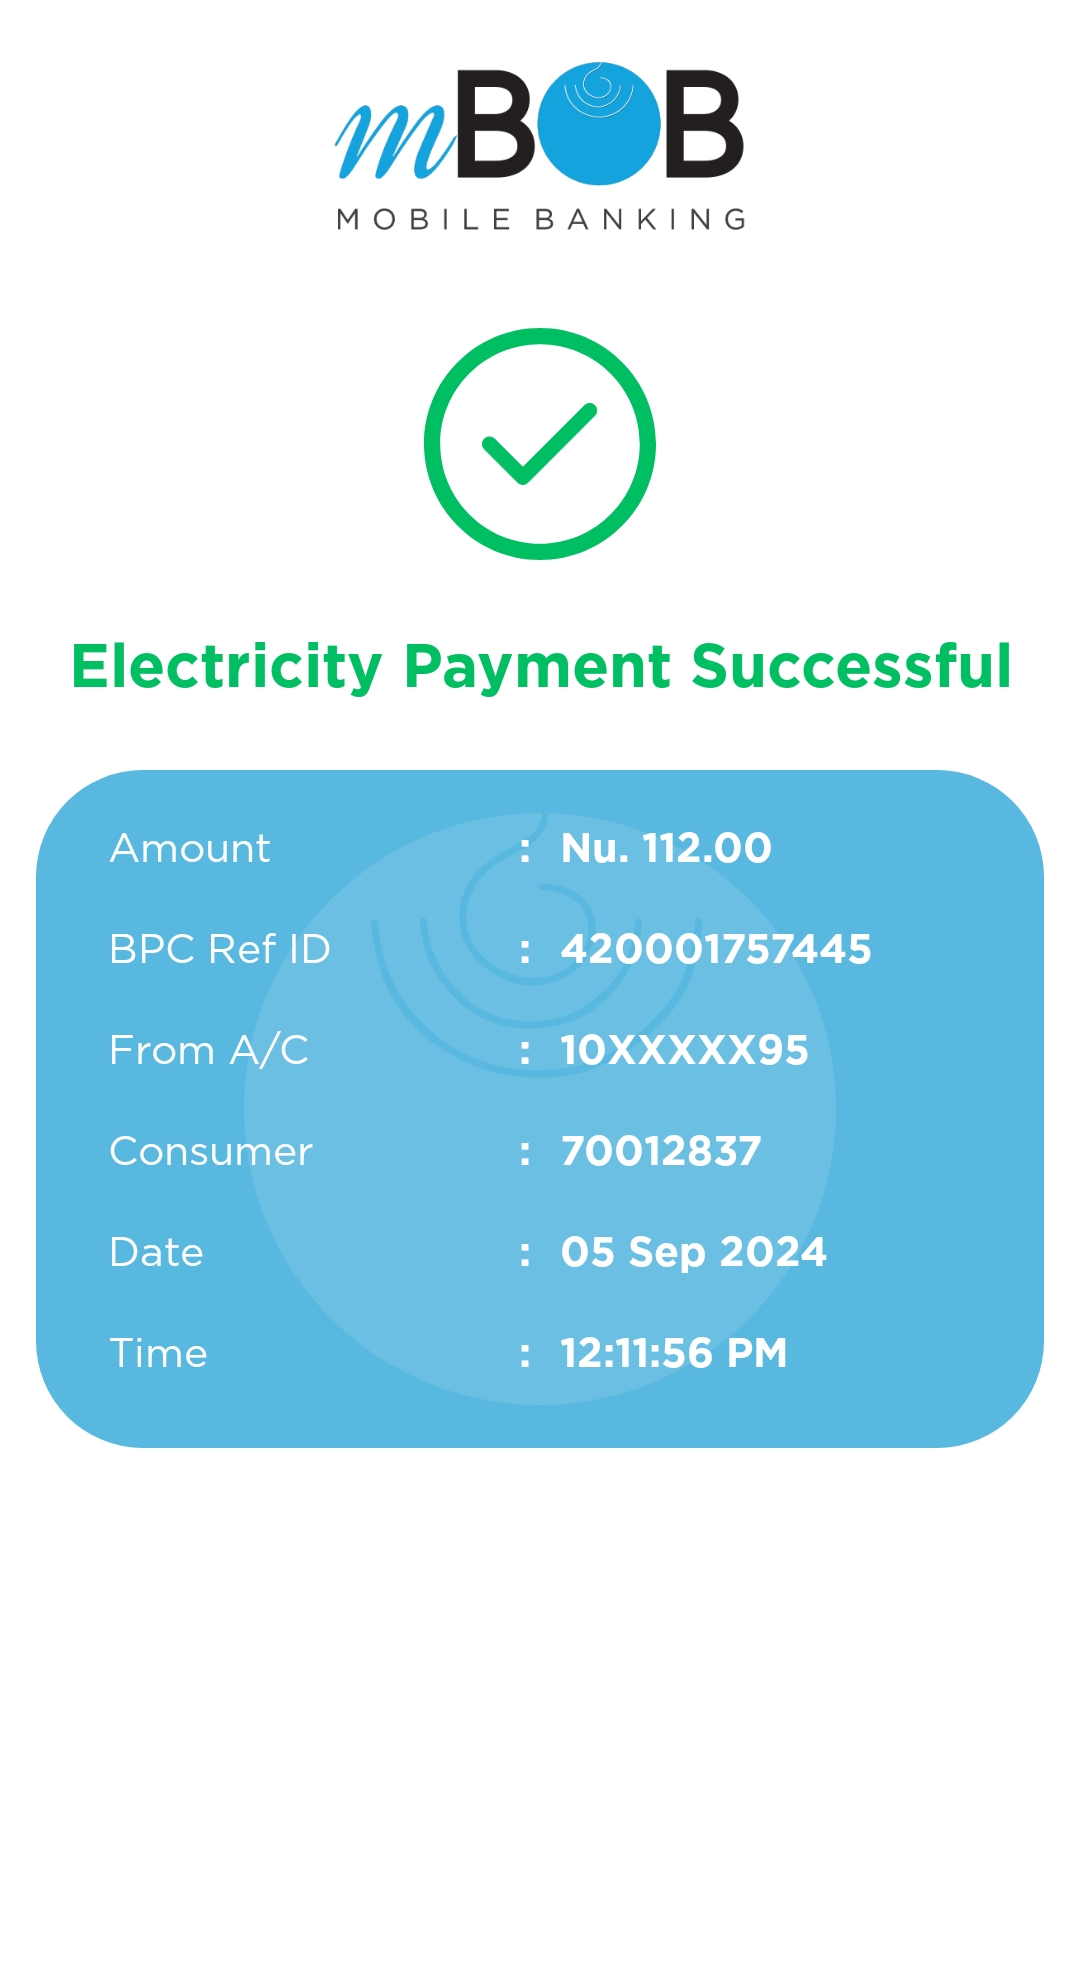 mBOB
MOBILE BANKING
Electricity Payment Successful
Amount : Nu. 112.00
BPC Ref ID : 420001757445
From A/C : 10XXXXX95
Consumer : 70012837
Date : 05 Sep 2024
Time : 12:11:56 PM